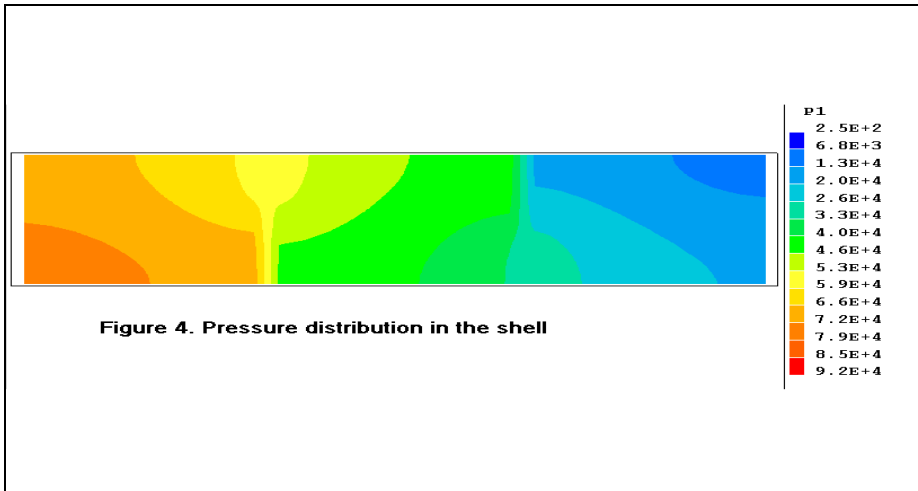 p1
2.5E+2
6.8E+3
1.3E+4
2.0E+4
2.6E+4
3.3E+4
4.0E+4
4.6E+4
5.3E+4
5.9E+4
6.6E+4
7.2E+4
7.9E+4
8.5E+4
9.2E+4
Figure 4. Pressure distribution in the shell